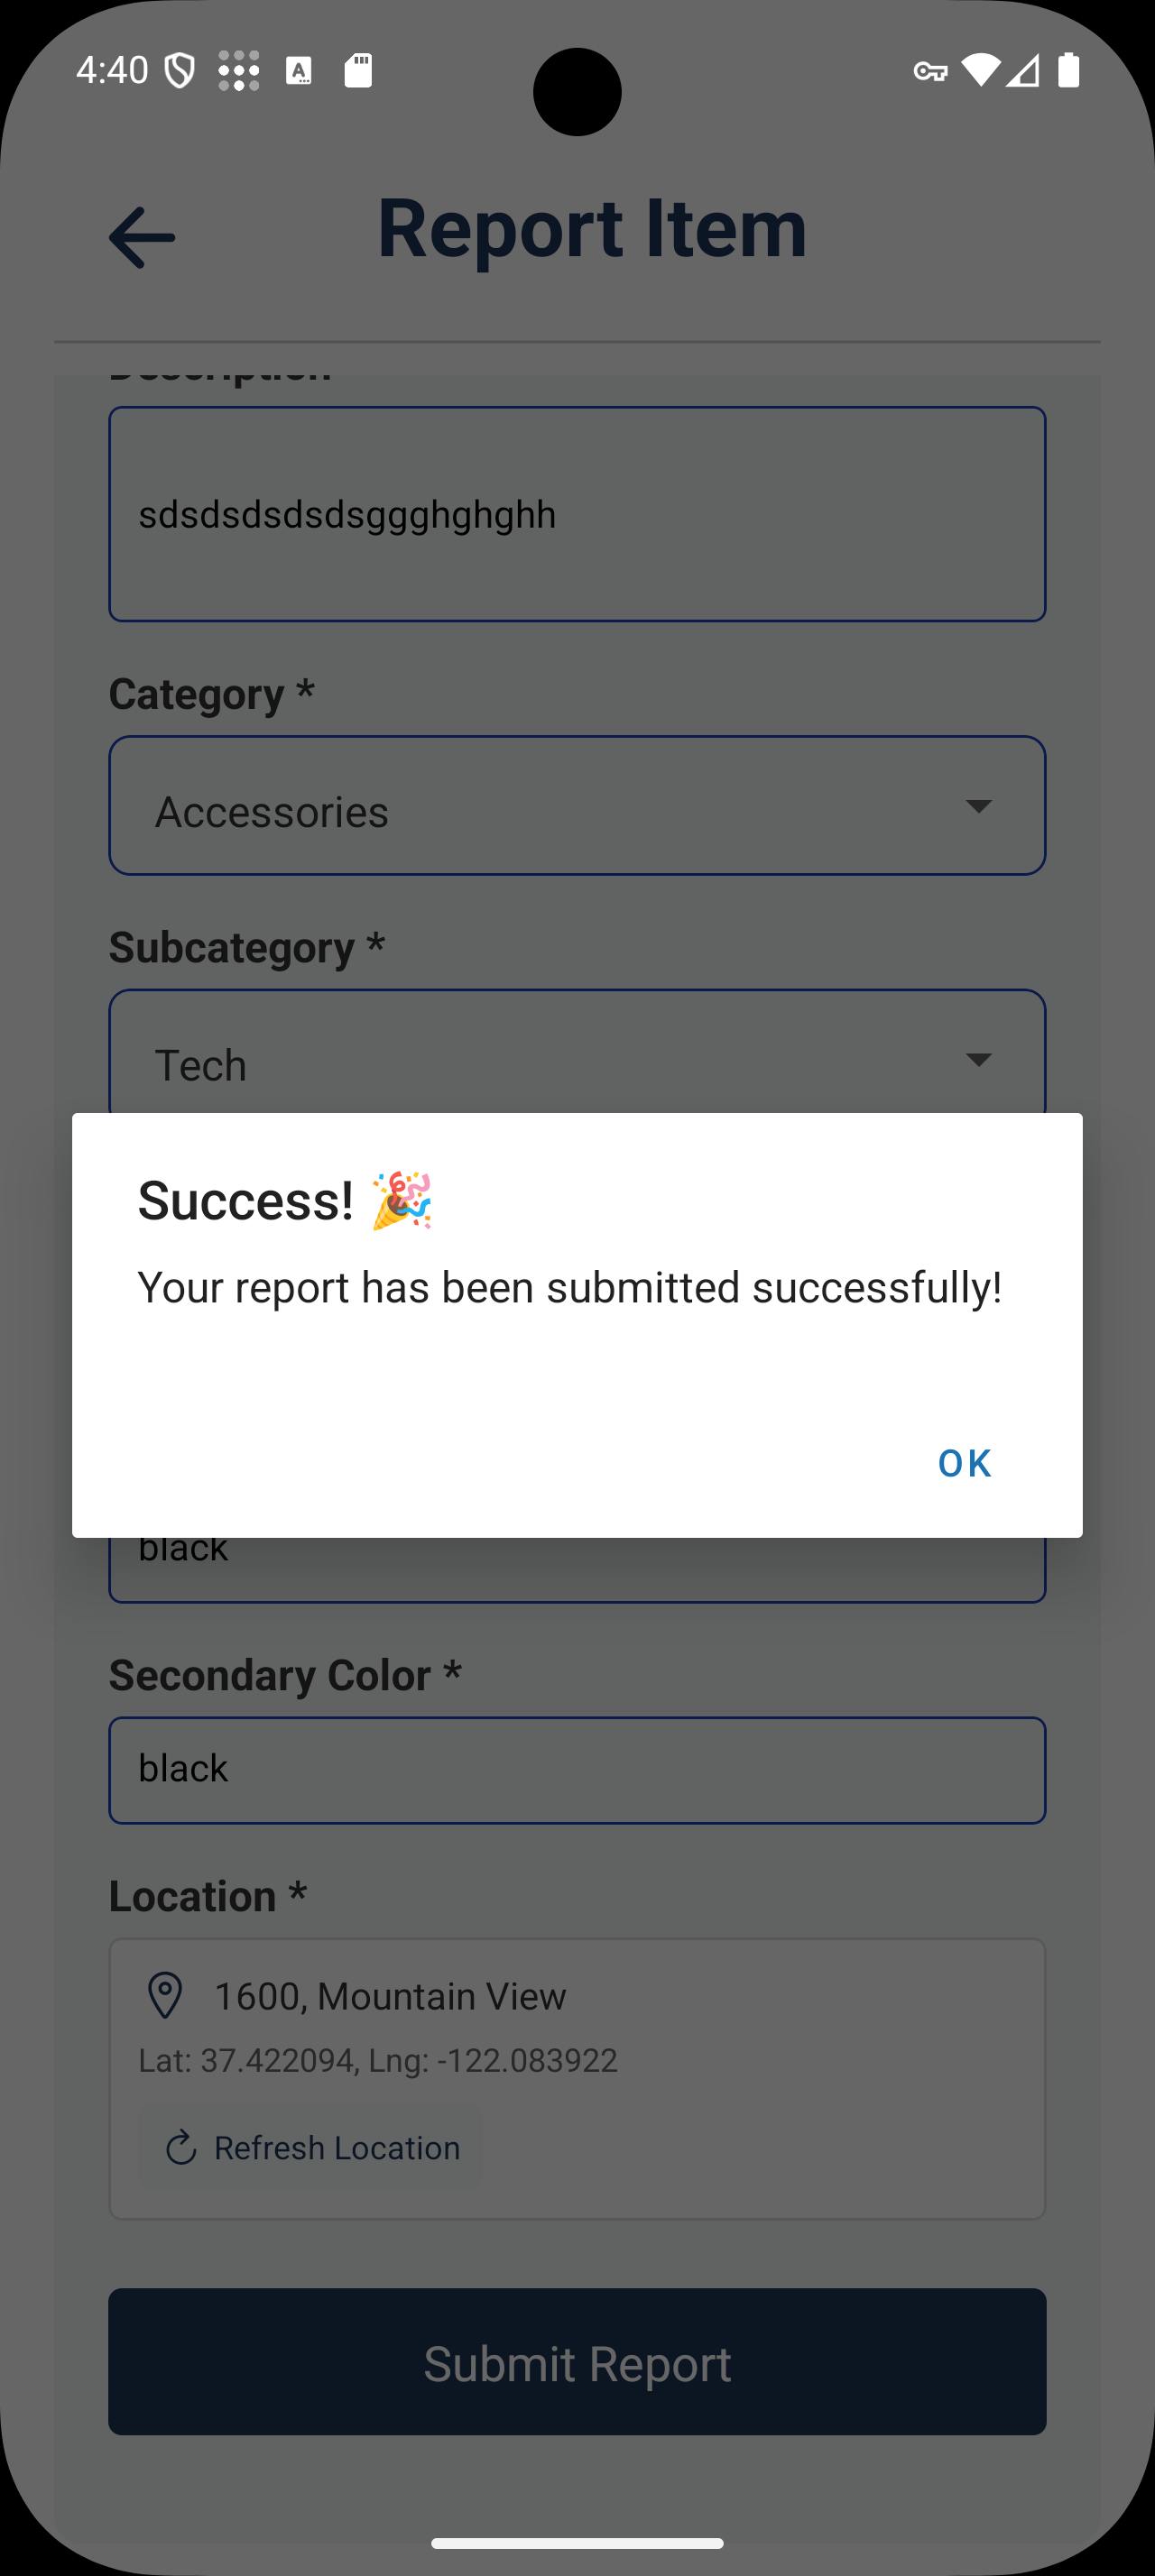 4:40
Report Item
Description
sdsdsdsdsdsggghghghh
Category *
Accessories
Subcategory *
Tech
Success! 🎉
Your report has been submitted successfully!
OK
black
Secondary Color *
black
Location *
1600, Mountain View
Lat: 37.422094, Lng: -122.083922
Refresh Location
Submit Report